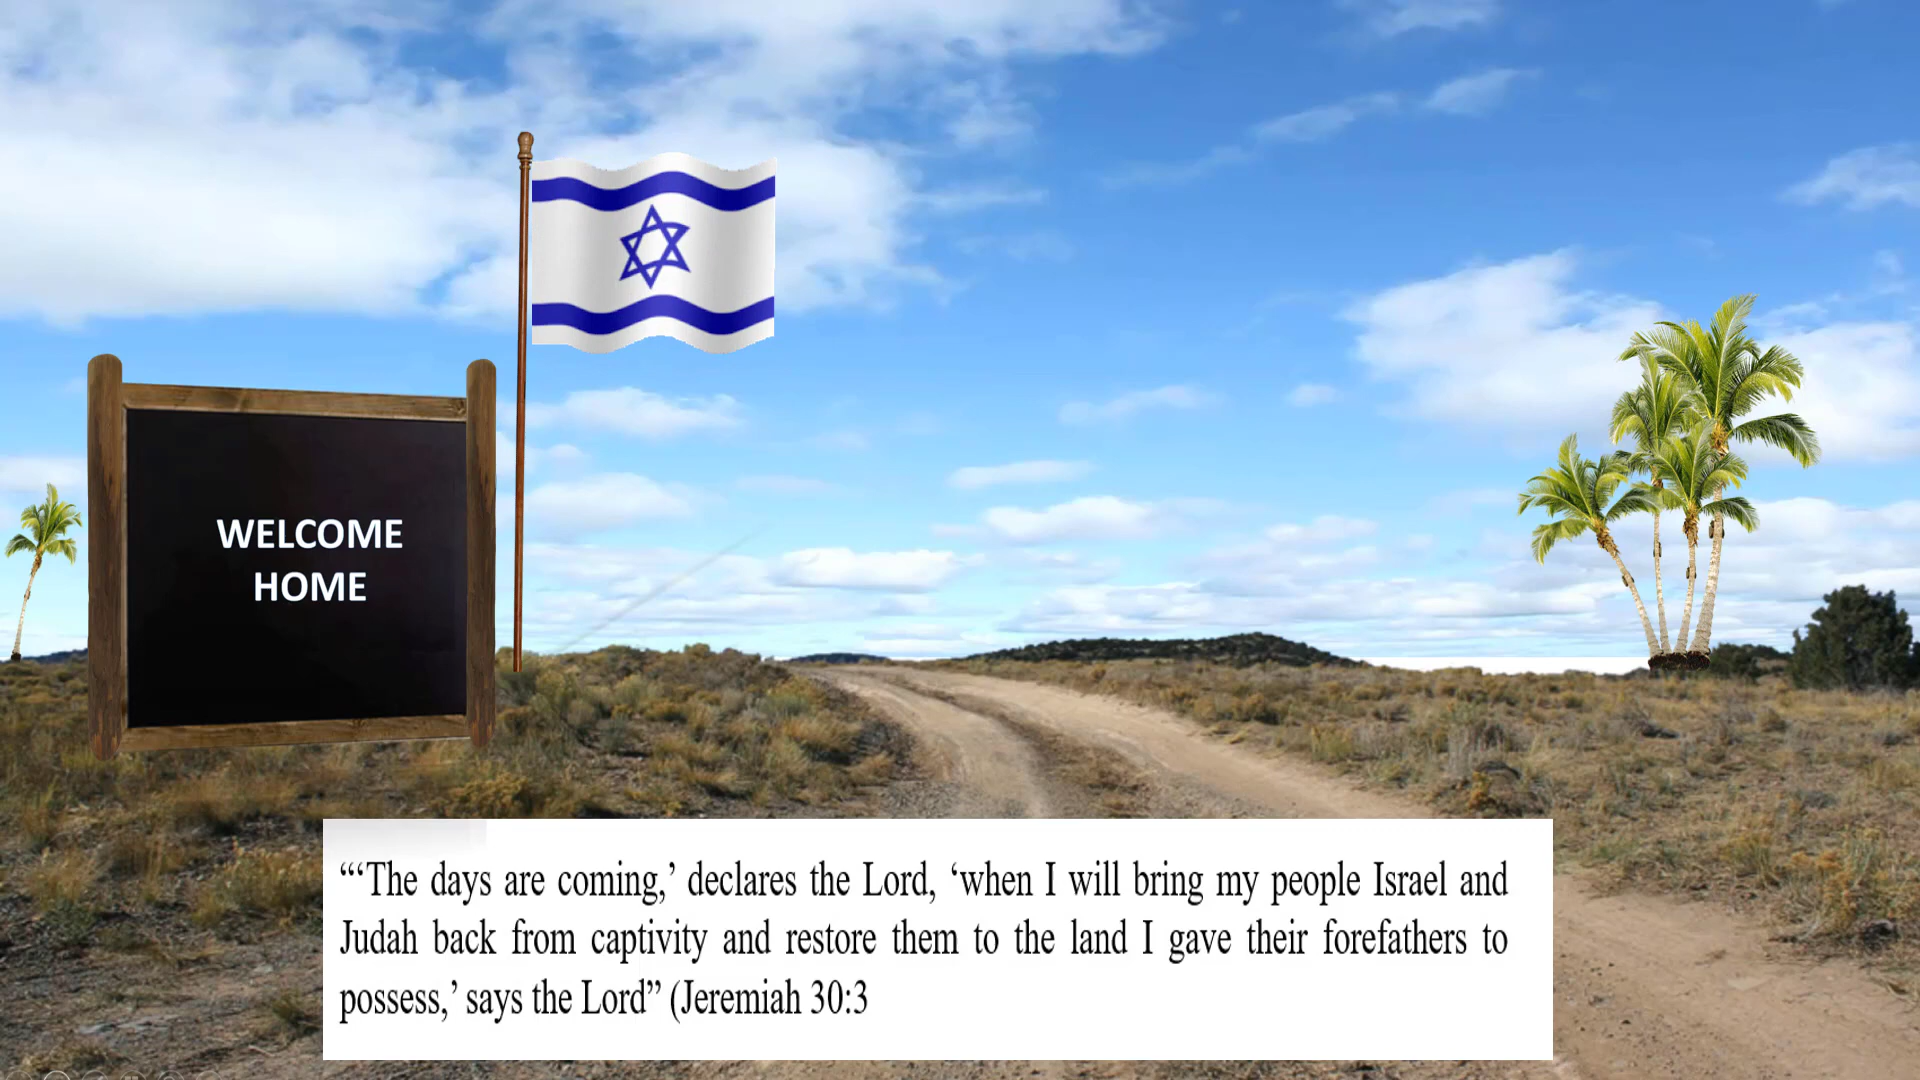 WELCOME
HOME
“‘The days are coming,’ declares the Lord, ‘when I will bring my people Israel and
Judah back from captivity and restore them to the land I gave their forefathers to
possess,’ says the Lord” (Jeremiah 30:3